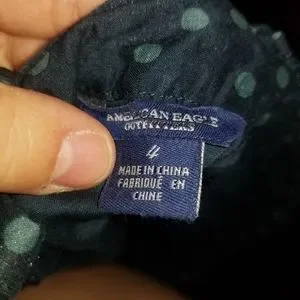 AMERICAN EAGLE
OUTFITTERS
4
MADE IN CHINA
FABRIQUÉ EN
CHINE